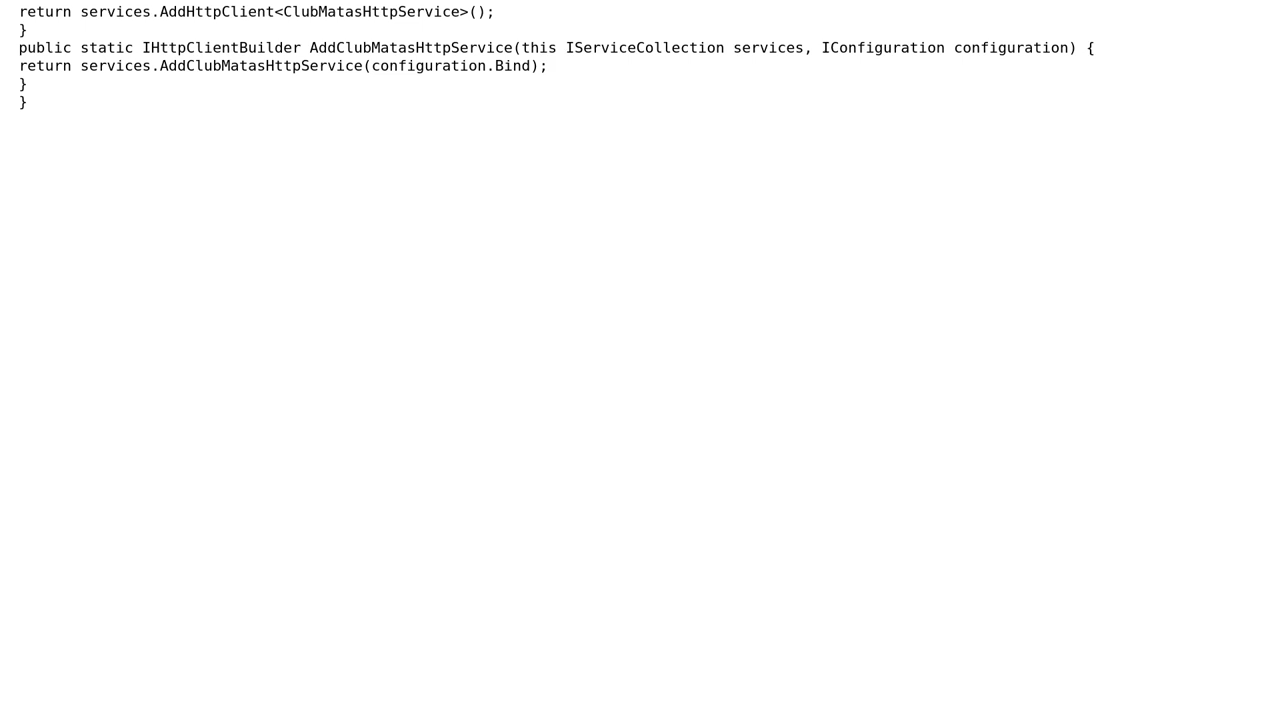 return services.AddHttpClient<ClubMatasHttpService>();
}
public static IHttpClientBuilder AddClubMatasHttpService(this IServiceCollection services, IConfiguration configuration) {
return services.AddClubMatasHttpService(configuration.Bind);
}
}